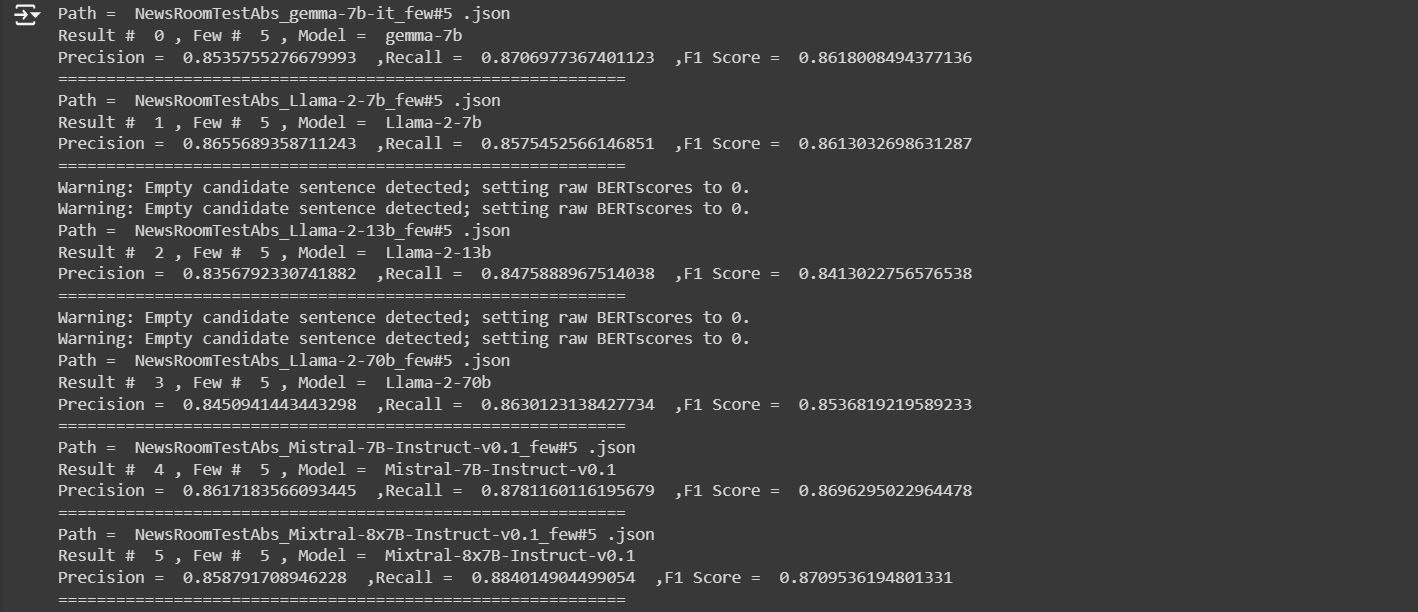 Path =  NewsRoomTestAbs_gemma-7b-it_few#5 .json
Result #  0 , Few #  5 , Model =  gemma-7b
Precision =  0.8535755276679993  ,Recall =  0.8706977367401123  ,F1 Score =  0.8618008494377136
===========================================================
Path =  NewsRoomTestAbs_Llama-2-7b_few#5 .json
Result #  1 , Few #  5 , Model =  Llama-2-7b
Precision =  0.8655689358711243  ,Recall =  0.8575452566146851  ,F1 Score =  0.8613032698631287
===========================================================
Warning: Empty candidate sentence detected; setting raw BERTscores to 0.
Warning: Empty candidate sentence detected; setting raw BERTscores to 0.
Path =  NewsRoomTestAbs_Llama-2-13b_few#5 .json
Result #  2 , Few #  5 , Model =  Llama-2-13b
Precision =  0.8356792330741882  ,Recall =  0.8475888967514038  ,F1 Score =  0.8413022756576538
===========================================================
Warning: Empty candidate sentence detected; setting raw BERTscores to 0.
Warning: Empty candidate sentence detected; setting raw BERTscores to 0.
Path =  NewsRoomTestAbs_Llama-2-70b_few#5 .json
Result #  3 , Few #  5 , Model =  Llama-2-70b
Precision =  0.8450941443443298  ,Recall =  0.8630123138427734  ,F1 Score =  0.8536819219589233
===========================================================
Path =  NewsRoomTestAbs_Mistral-7B-Instruct-v0.1_few#5 .json
Result #  4 , Few #  5 , Model =  Mistral-7B-Instruct-v0.1
Precision =  0.8617183566093445  ,Recall =  0.8781160116195679  ,F1 Score =  0.8696295022964478
===========================================================
Path =  NewsRoomTestAbs_Mixtral-8x7B-Instruct-v0.1_few#5 .json
Result #  5 , Few #  5 , Model =  Mixtral-8x7B-Instruct-v0.1
Precision =  0.858791708946228  ,Recall =  0.884014904499054  ,F1 Score =  0.8709536194801331
===========================================================